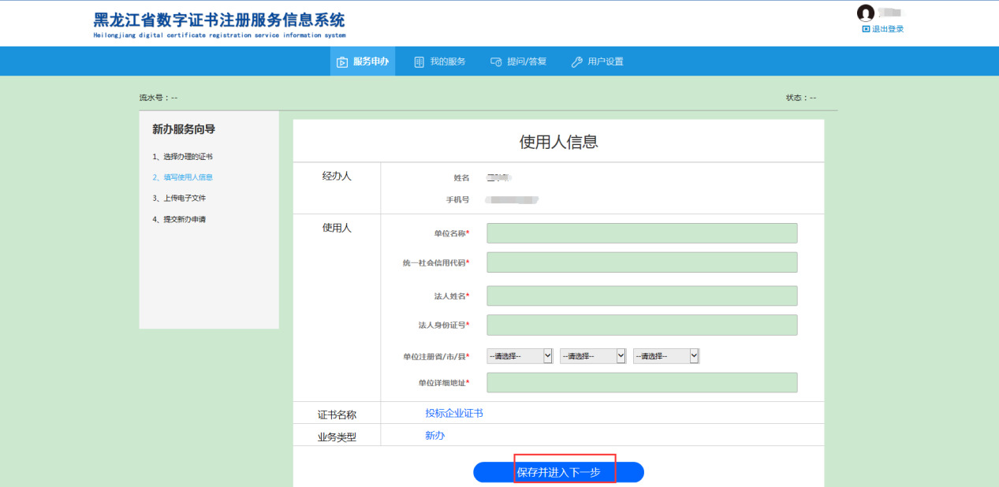 黑龙江省数字证书注册服务信息系统
Heilongjiang digital certificate registration service information system
退出登录
服务申办 我的服务 提问/答复 用户设置
流水号：-- 状态：--
新办服务向导
1、选择办理的证书
2、填写使用人信息
3、上传电子文件
4、提交新办申请
使用人信息
经办人 姓名
手机号
使用人
单位名称*
统一社会信用代码*
法人姓名*
法人身份证号*
单位注册省/市/县* --请选择-- --请选择-- --请选择--
单位详细地址*
证书名称 投标企业证书
业务类型 新办
保存并进入下一步